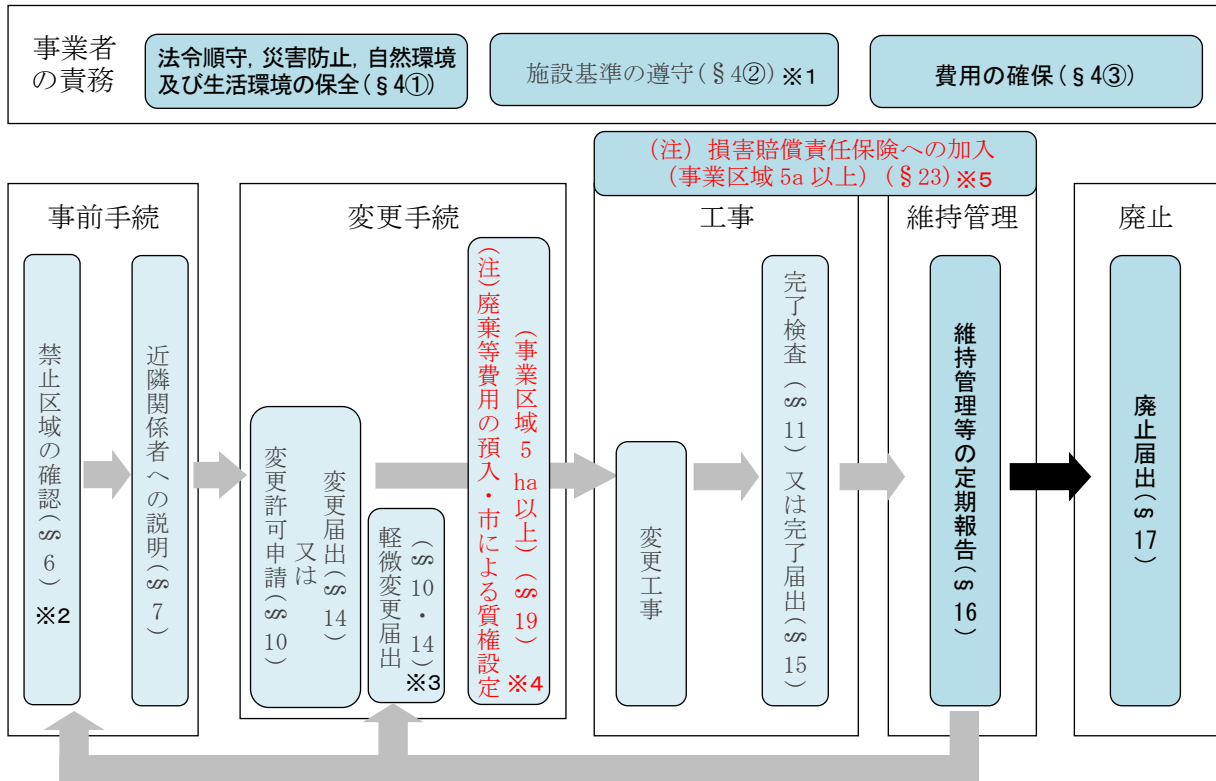 事業者
の責務
法令順守，災害防止，自然環境
及び生活環境の保全（§4①）
施設基準の遵守（§4②）※1
費用の確保（§4③）
（注）損害賠償責任保険への加入
（事業区域 5a 以上）（§23）※5
事前手続
禁止区域の確認（§6）※2
近隣関係者への説明（§7）
変更手続
変更届出（§14）
又は
変更許可申請（§10）
（§10・14）※3
軽微変更届出
（事業区域 5 ha 以上）（§19）※4
（注）廃棄等費用の預入・市による質権設定
工事
変更工事
完了検査（§11）又は完了届出（§15）
維持管理
維持管理等の定期報告（§16）
廃止
廃止届出（§17）